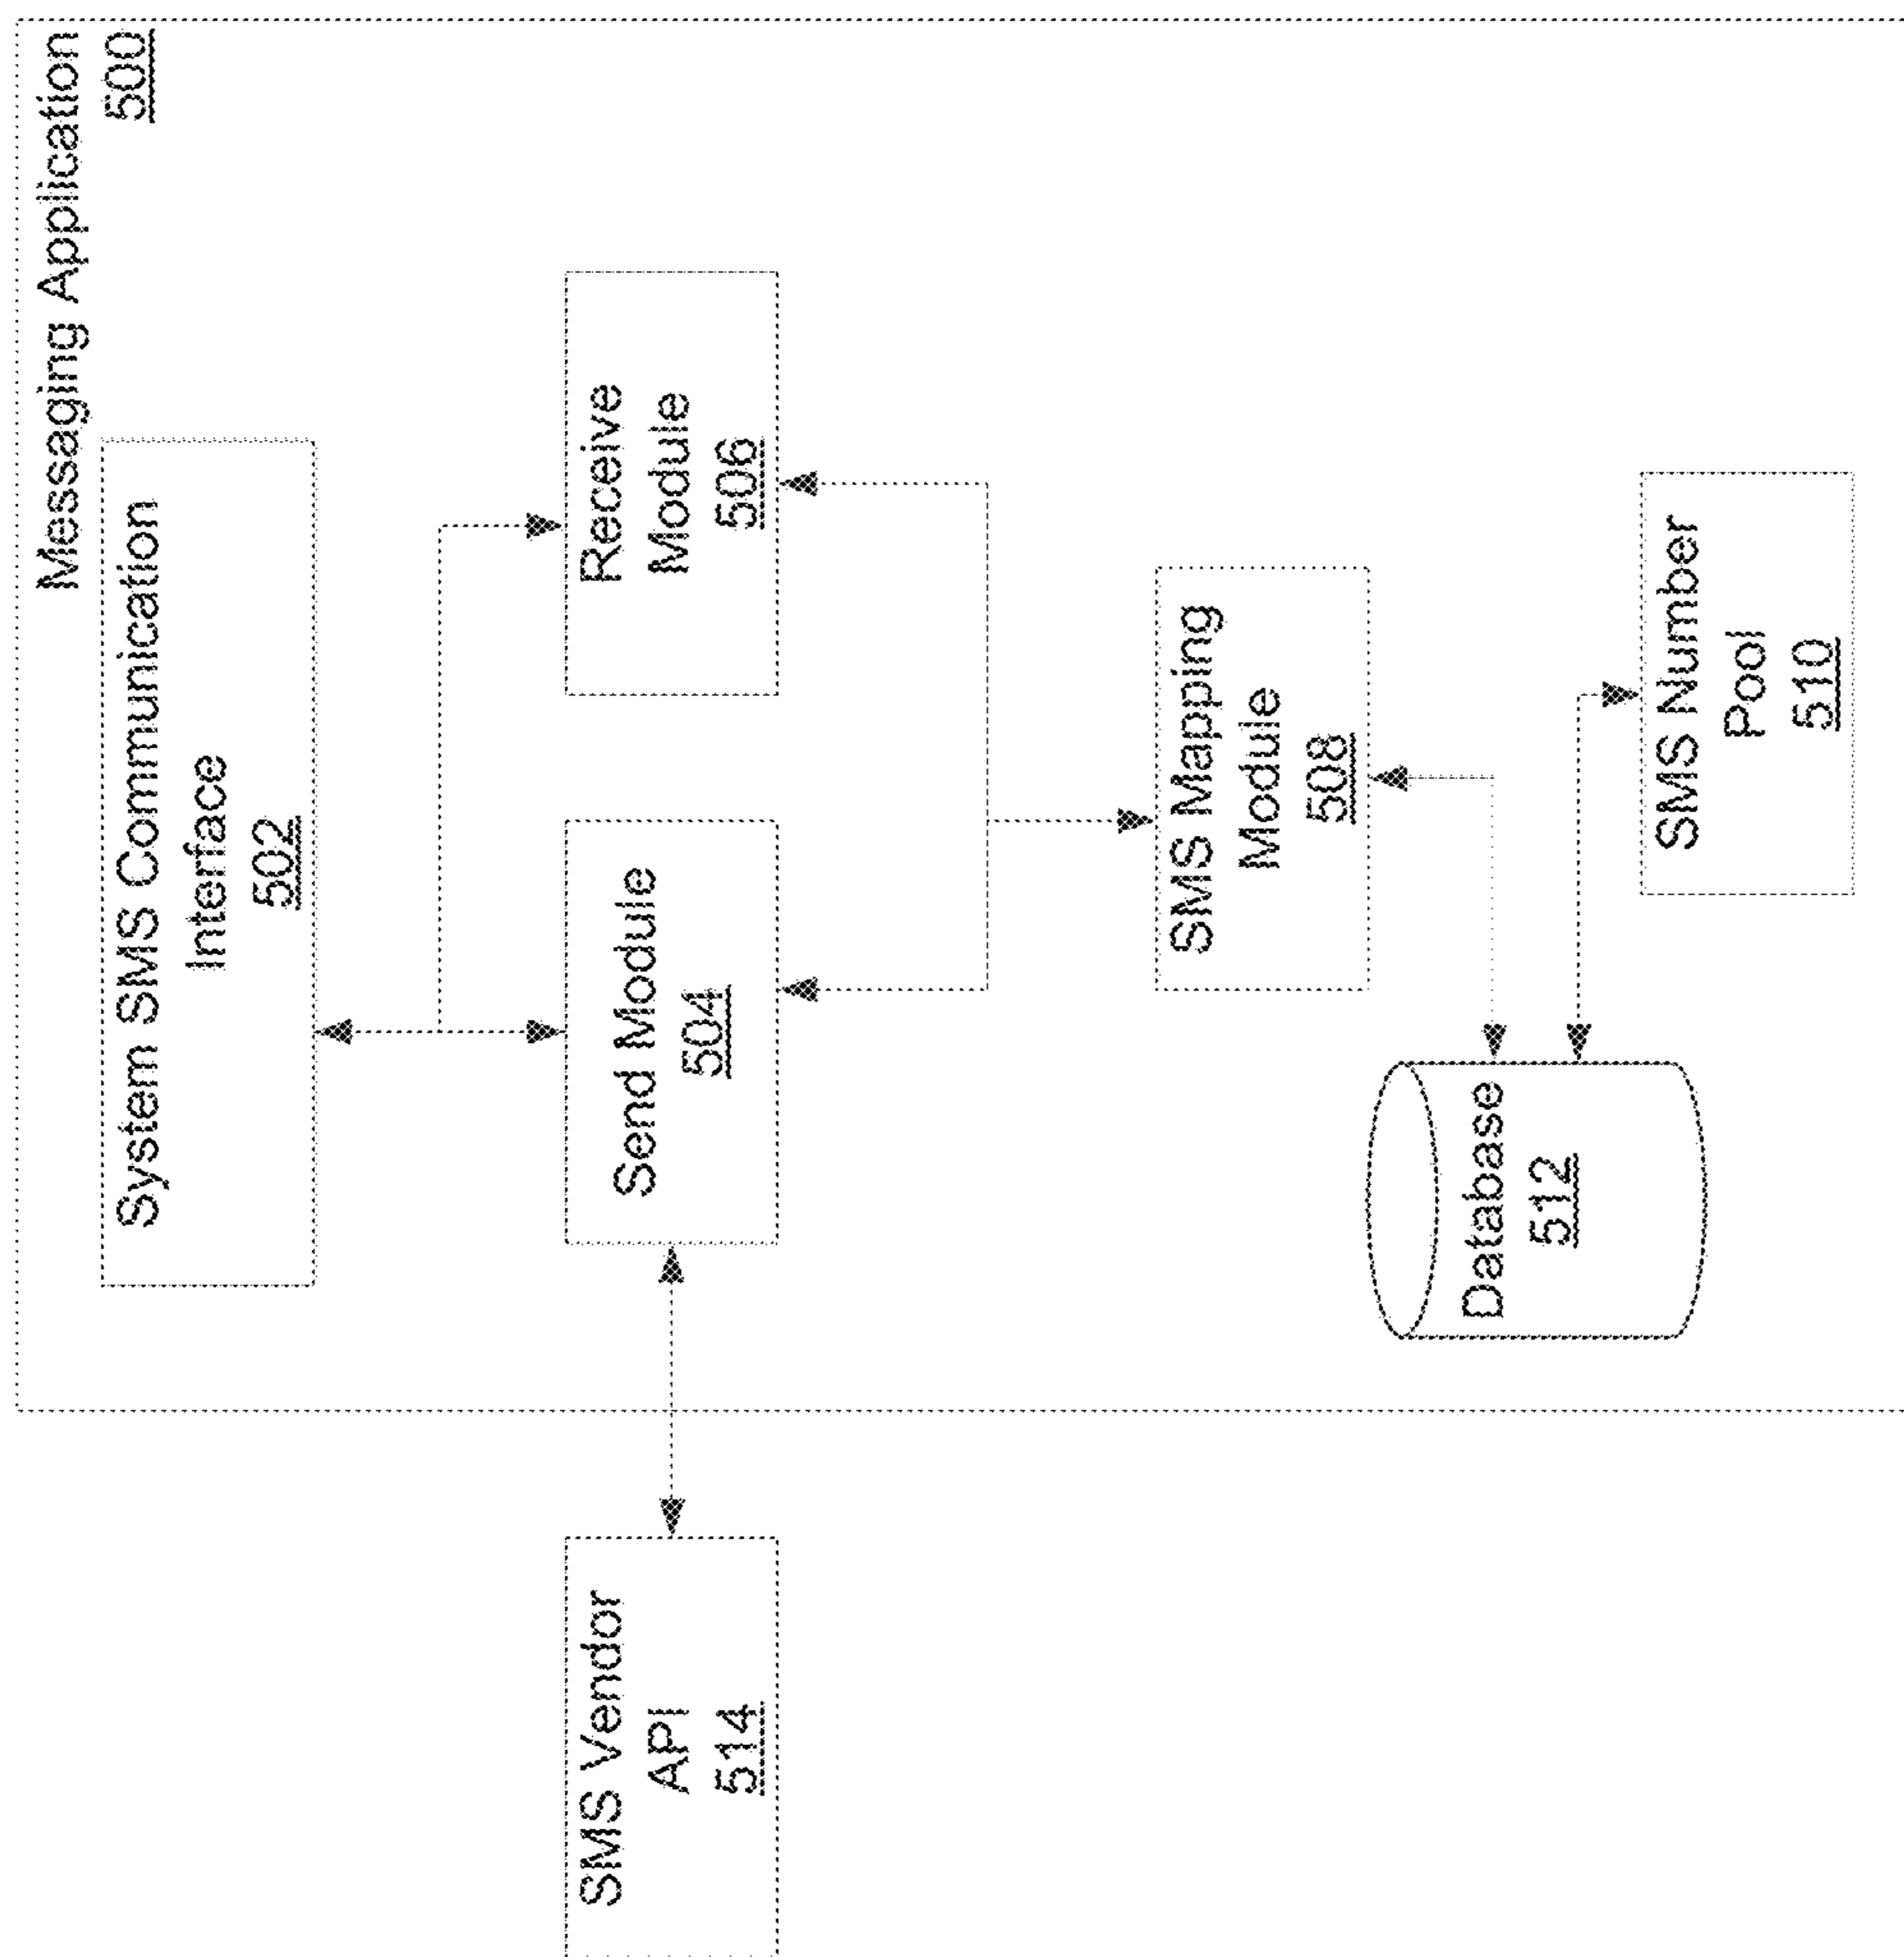 Messaging Application
500
System SMS Communication
Interface
502
SMS Vendor
API
514
Send Module
504
Receive
Module
506
SMS Mapping
Module
508
Database
512
SMS Number
Pool
510